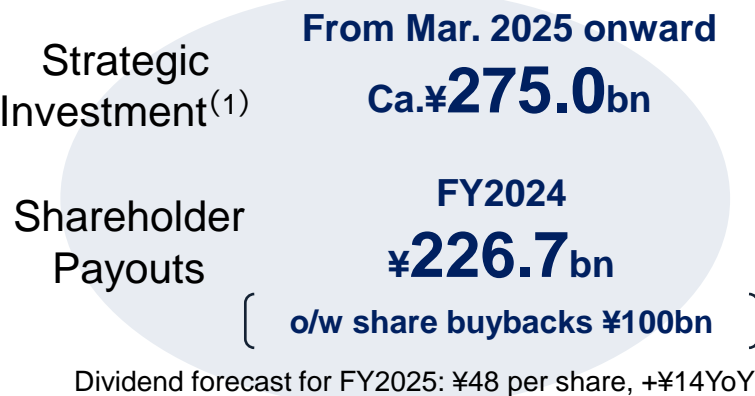 From Mar. 2025 onward
Strategic
Investment(1)
Ca.¥275.0bn
FY2024
Shareholder
Payouts
¥226.7bn
o/w share buybacks ¥100bn
Dividend forecast for FY2025: ¥48 per share, +¥14YoY